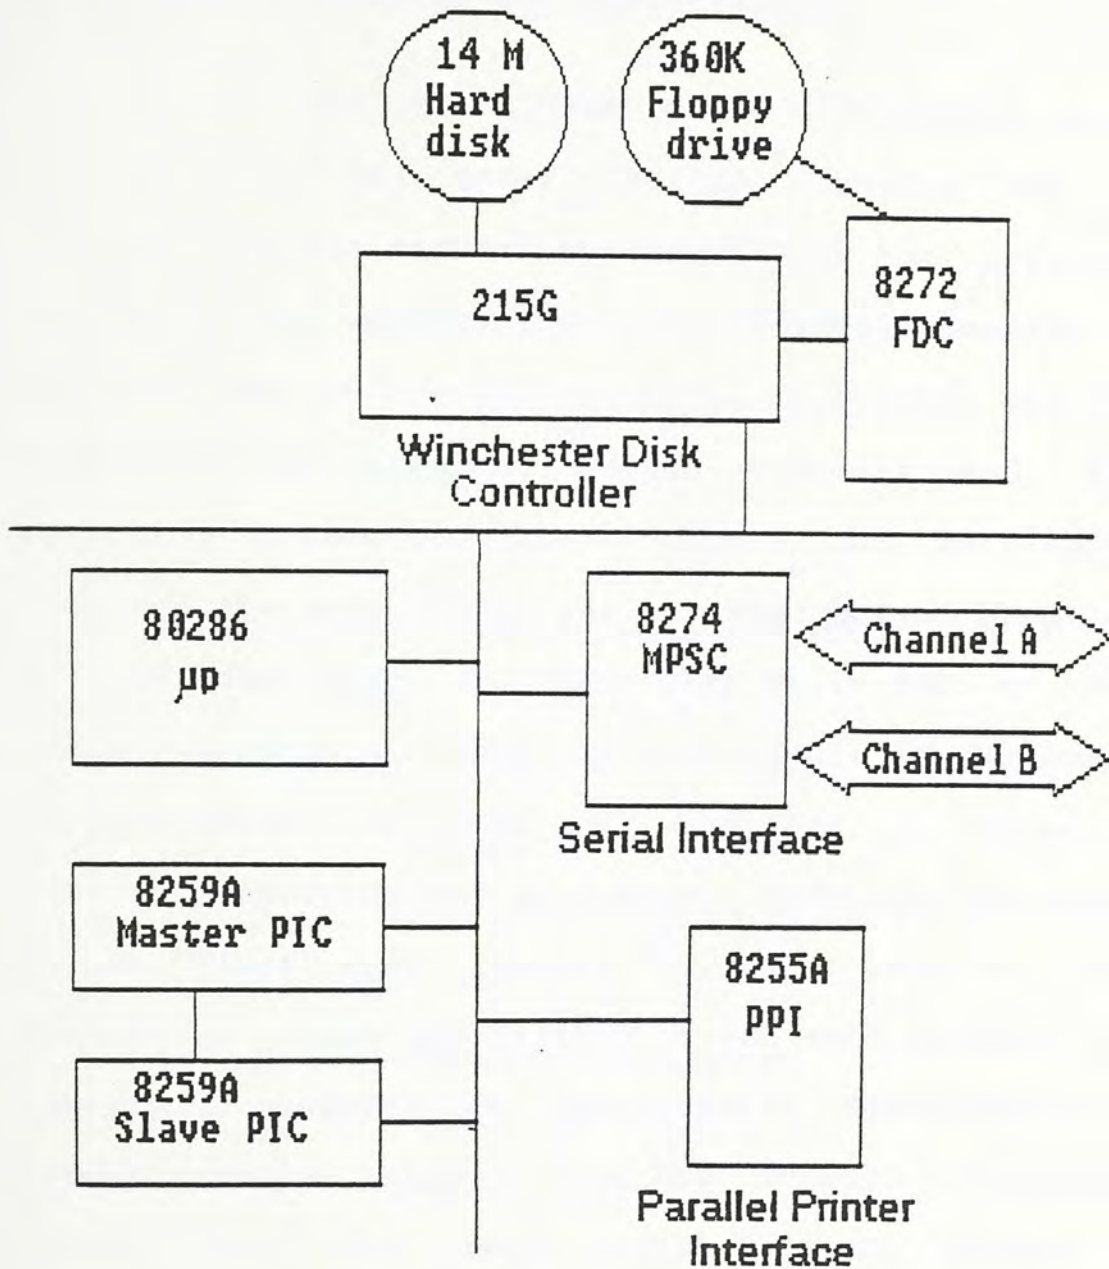 14 M
Hard
disk
360K
Floppy
drive
215G
8272
FDC
Winchester Disk
Controller
80286
µp
8274
MPSC
Channel A
Channel B
Serial Interface
8259A
Master PIC
8255A
PPI
8259A
Slave PIC
Parallel Printer
Interface